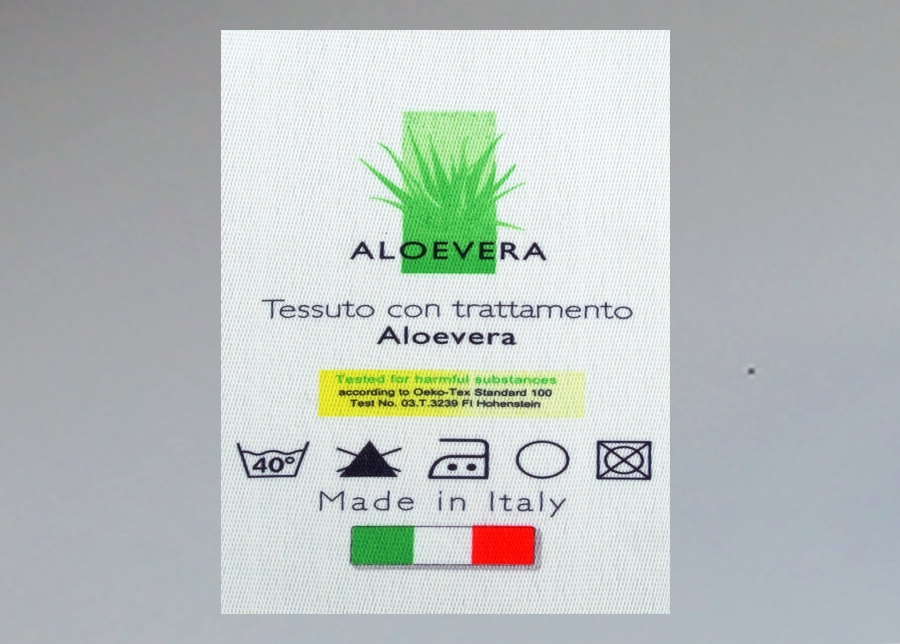 ALOEVERA
Tessuto con trattamento
Aloevera
Tested for harmful substances
according to Oeko-Tex Standard 100
Test No. 03.T.3239 FI Hohenstein
40°
Made in Italy